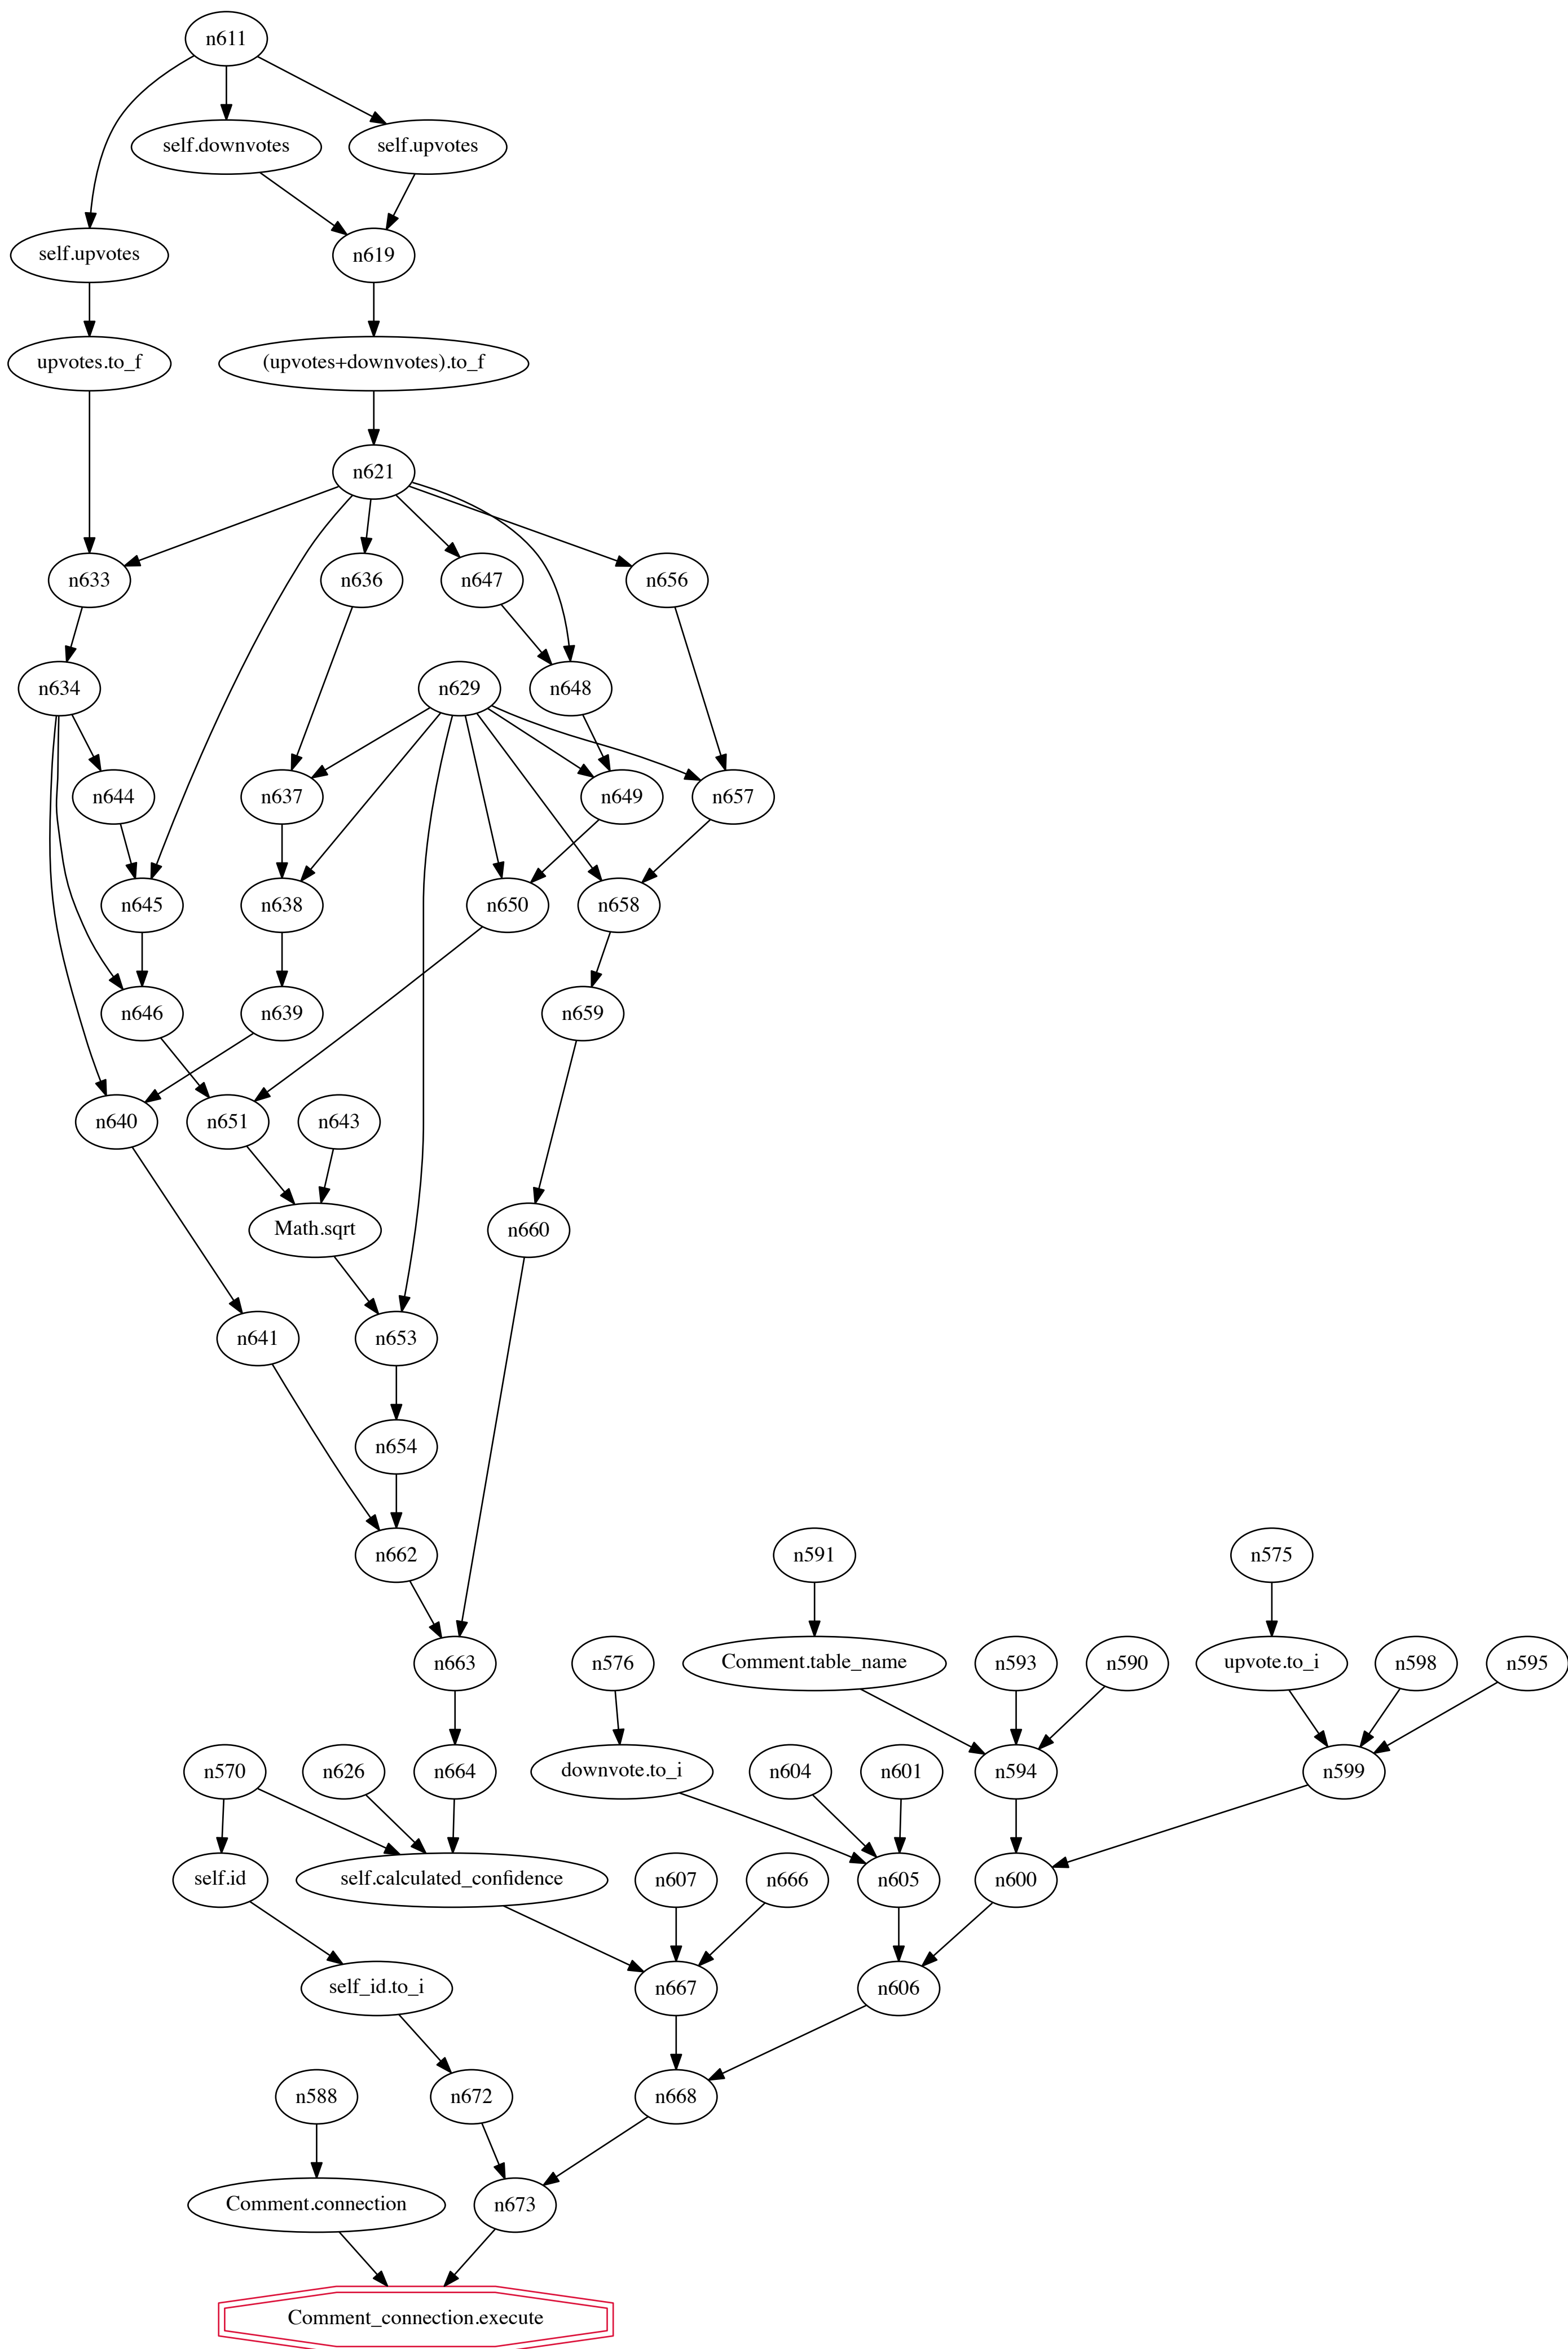 n611
self.downvotes
self.upvotes
self.upvotes
n619
upvotes.to_f
(upvotes+downvotes).to_f
n621
n633
n636
n647
n656
n634
n629
n648
n644
n637
n649
n657
n645
n638
n650
n658
n646
n639
n659
n640
n651
n643
Math.sqrt
n660
n641
n653
n654
n662
n591
n575
n663
n576
Comment.table_name
n593
n590
upvote.to_i
n598
n595
n570
n626
n664
downvote.to_i
n604
n601
n594
n599
self.id
self.calculated_confidence
n607
n666
n605
n600
self_id.to_i
n667
n606
n588
n672
n668
Comment.connection
n673
Comment_connection.execute